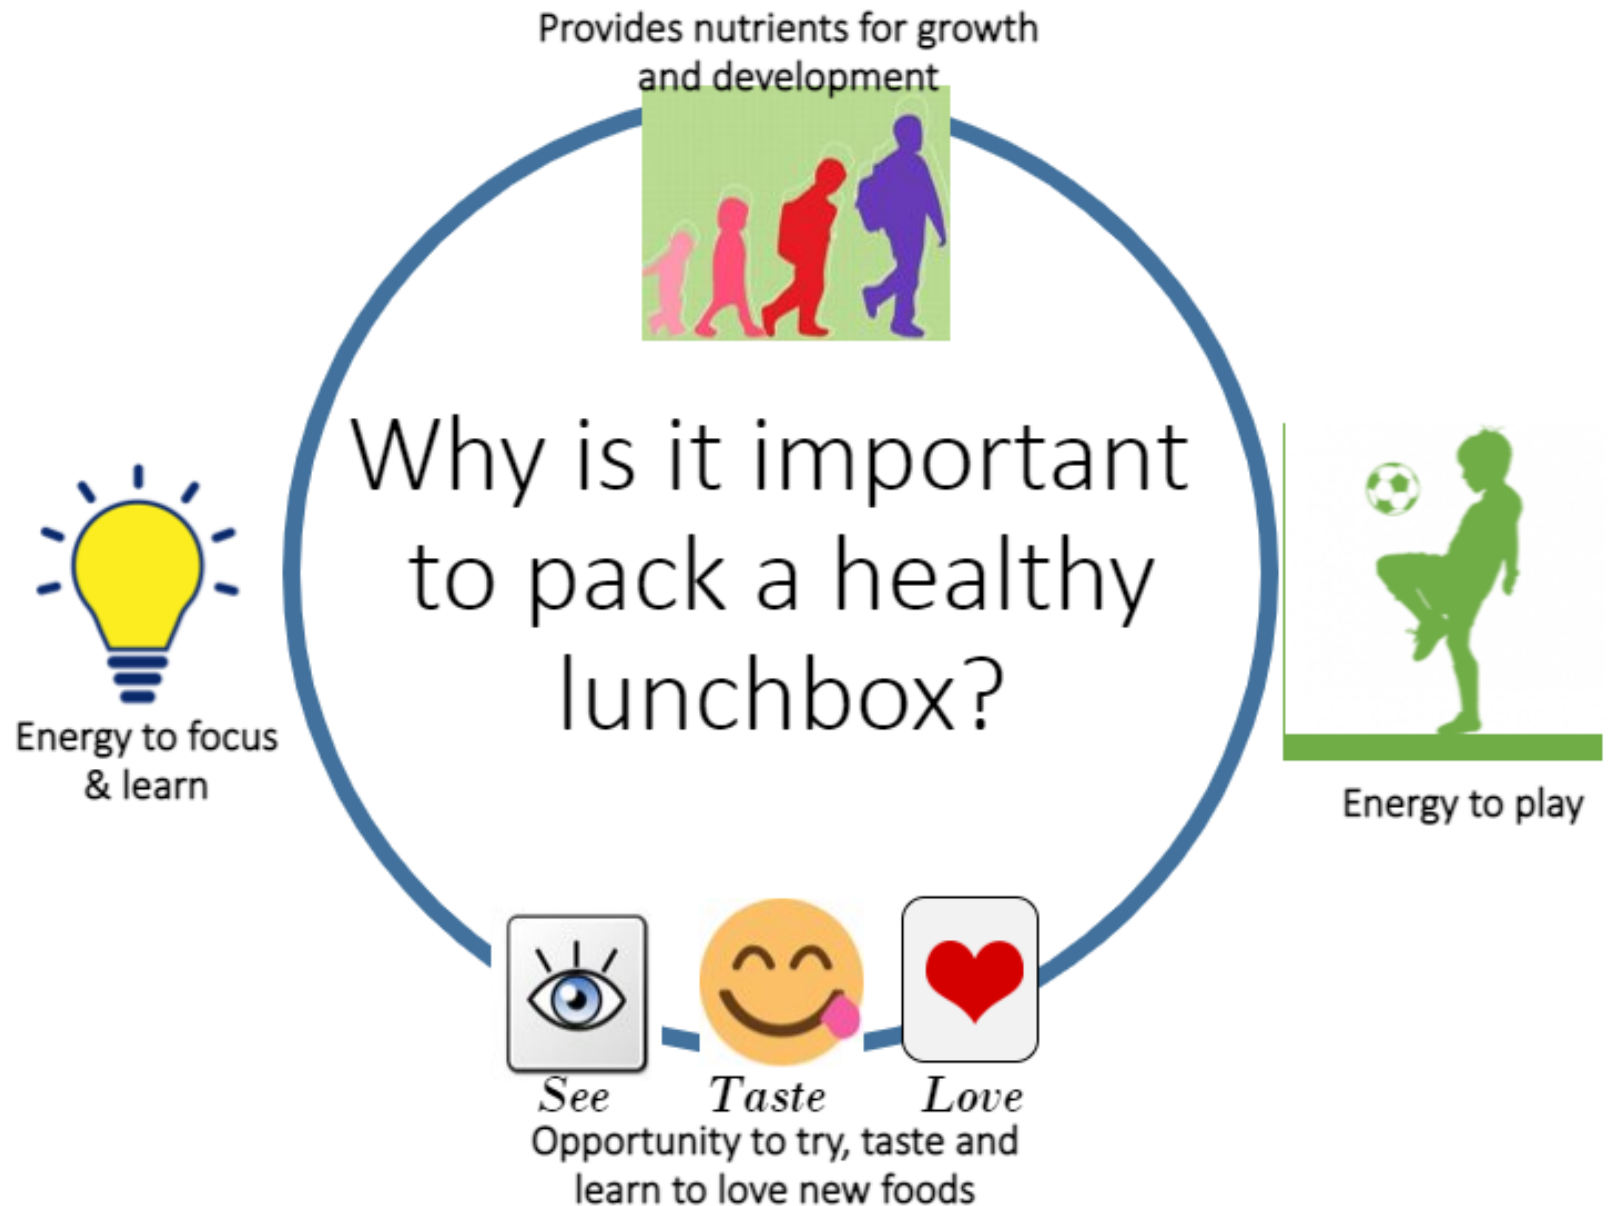 Provides nutrients for growth
and development
Why is it important
to pack a healthy
lunchbox?
Energy to focus
& learn
Energy to play
See Taste Love
Opportunity to try, taste and
learn to love new foods